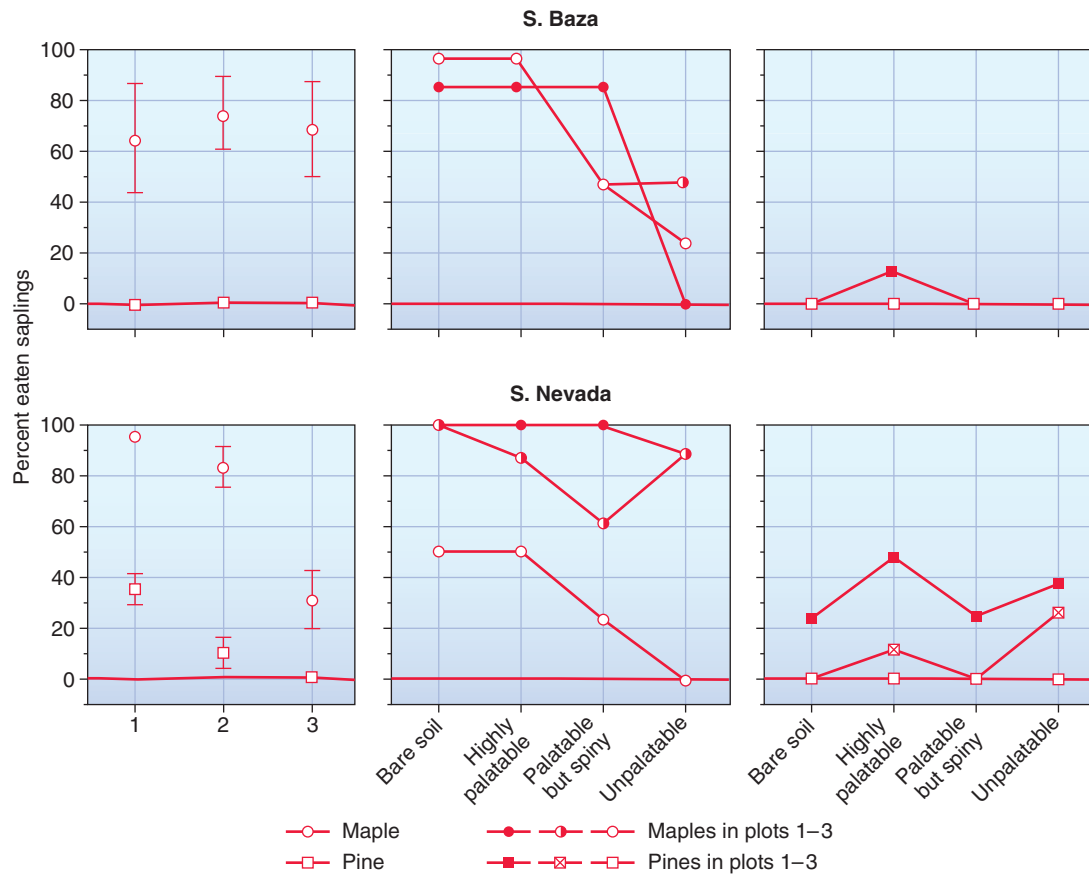 S. Baza
Percent eaten saplings
100
80
60
40
20
0
S. Nevada
100
80
60
40
20
0
1
2
3
Bare soil
Highly
palatable
Palatable
but spiny
Unpalatable
Bare soil
Highly
palatable
Palatable
but spiny
Unpalatable
Maple
Maples in plots 1–3
Pine
Pines in plots 1–3